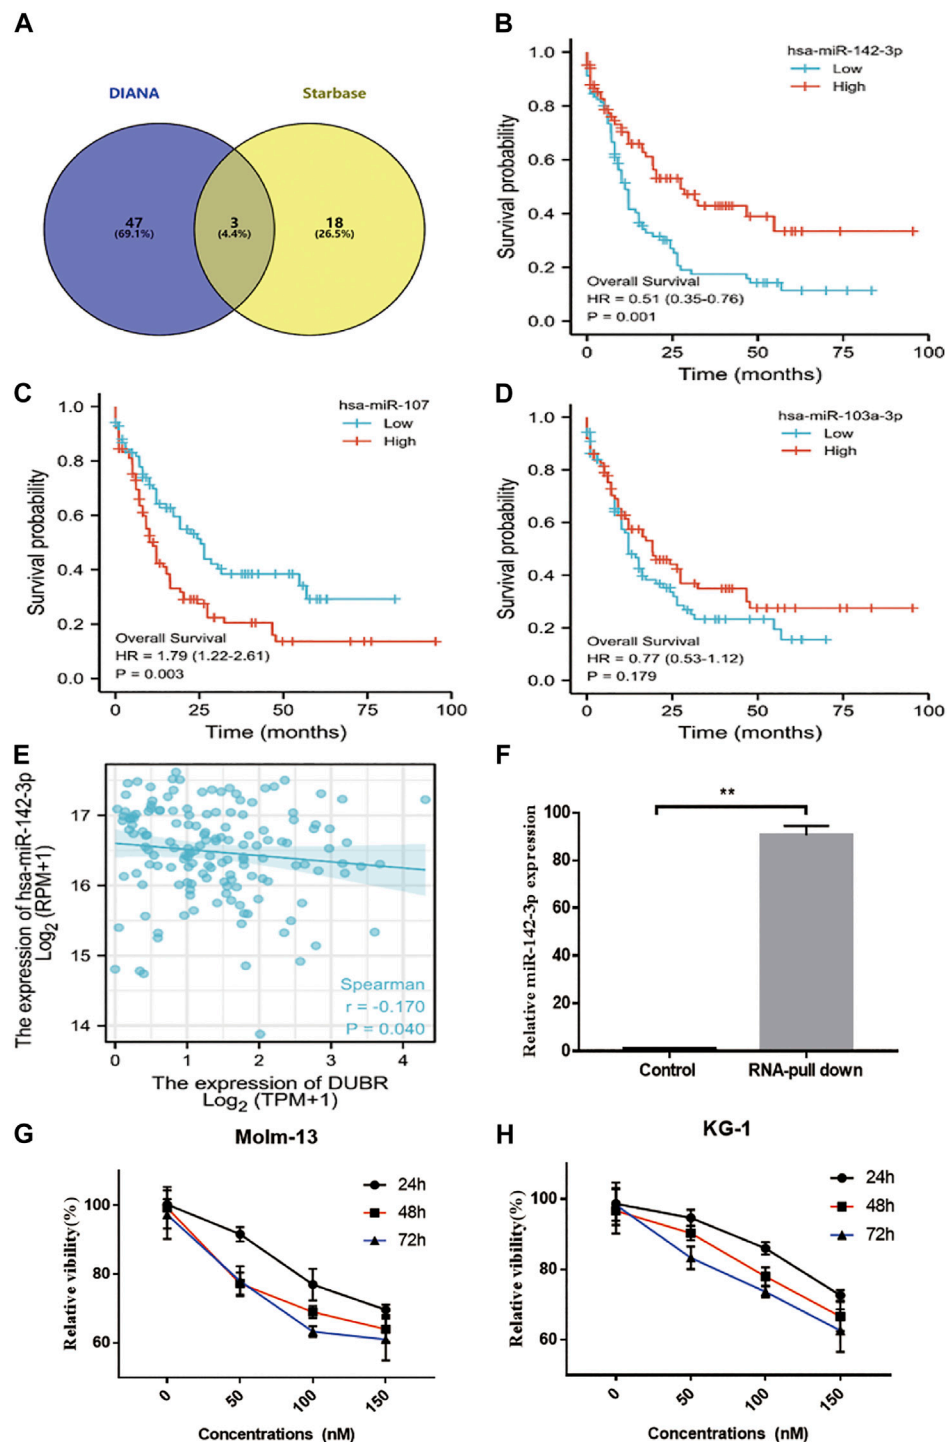 A
DIANA
Starbase
47
(69.1%)
3
(4.4%)
18
(26.5%)
B
hsa-miR-142-3p
Low
High
Survival probability
1.0
0.8
0.6
0.4
0.2
0.0
Overall Survival
HR = 0.51 (0.35-0.76)
P = 0.001
0 25 50 75 100
Time (months)
C
hsa-miR-107
Low
High
Survival probability
1.0
0.8
0.6
0.4
0.2
0.0
Overall Survival
HR = 1.79 (1.22-2.61)
P = 0.003
0 25 50 75 100
Time (months)
D
hsa-miR-103a-3p
Low
High
Survival probability
1.0
0.8
0.6
0.4
0.2
0.0
Overall Survival
HR = 0.77 (0.53-1.12)
P = 0.179
0 25 50 75 100
Time (months)
E
The expression of hsa-miR-142-3p
Log2 (RPM+1)
17
16
15
14
Spearman
r = -0.170
P = 0.040
0 1 2 3 4
The expression of DUBR
Log2 (TPM+1)
F
Relative miR-142-3p expression
100
80
60
40
20
0
**
Control RNA-pull down
G
Molm-13
Relative vibility(%)
100
80
60
24h
48h
72h
0 50 100 150
Concentrations (nM)
H
KG-1
Relative vibility(%)
100
80
60
24h
48h
72h
0 50 100 150
Concentrations (nM)